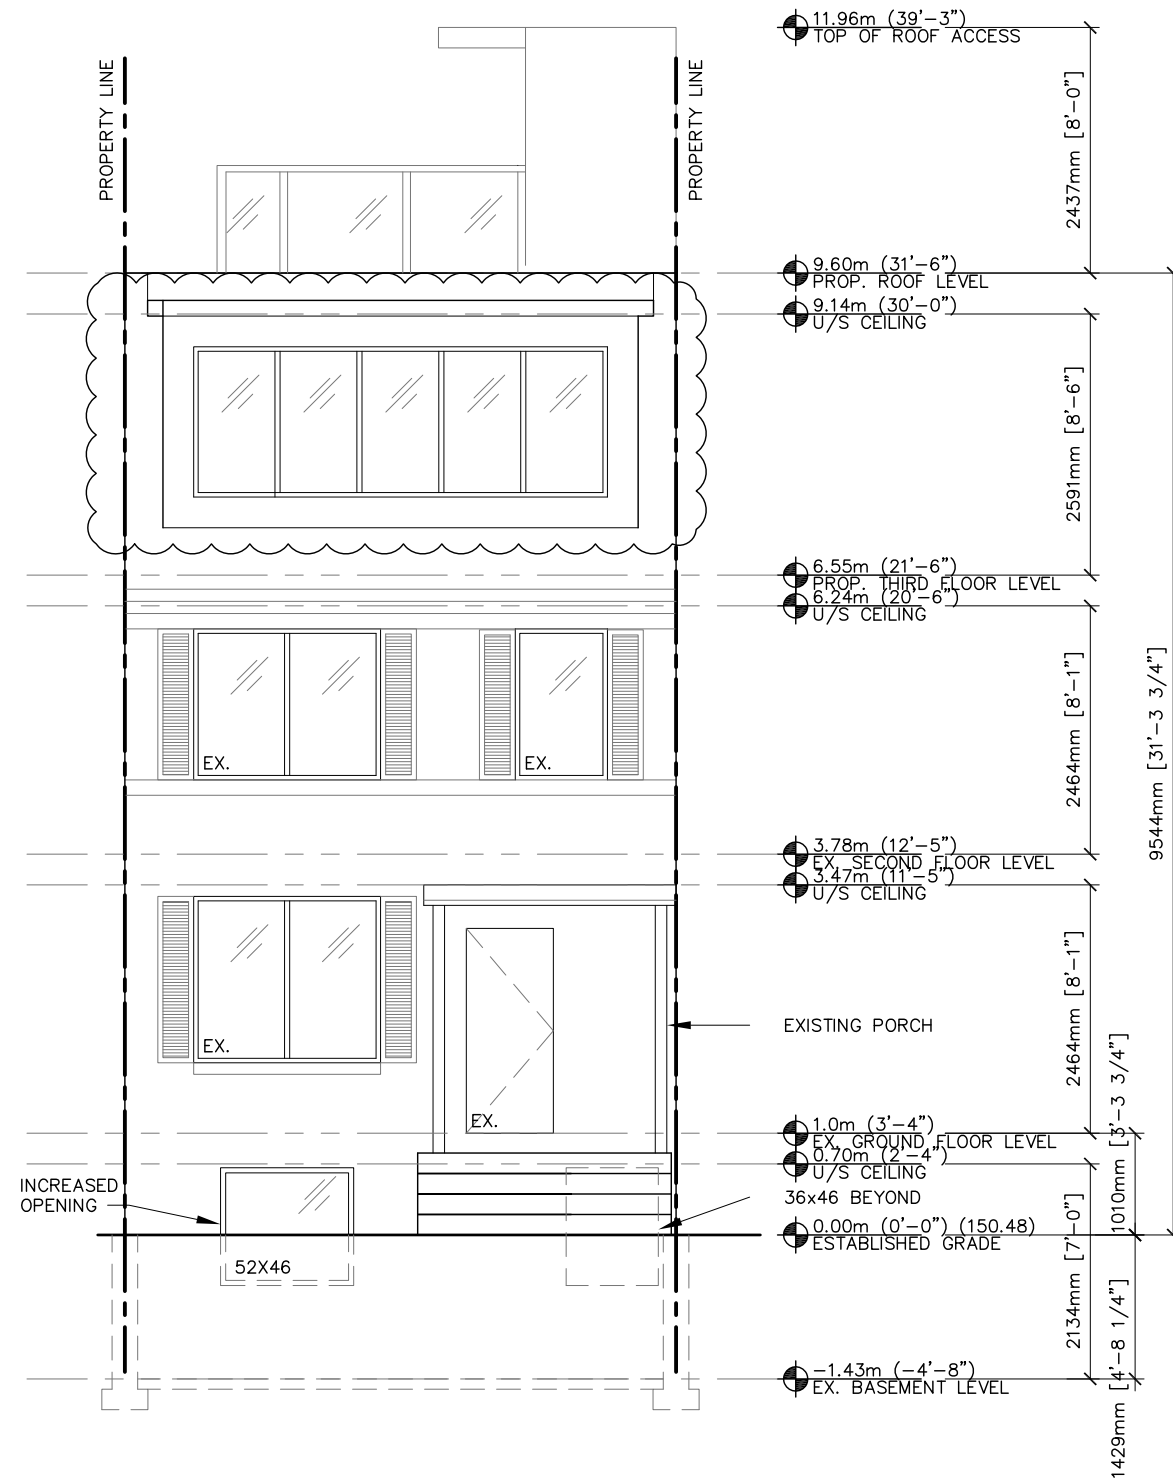 11.96m (39'-3")
TOP OF ROOF ACCESS
PROPERTY LINE
PROPERTY LINE
2437mm [8'-0"]
9.60m (31'-6")
PROP. ROOF LEVEL
9.14m (30'-0")
U/S CEILING
2591mm [8'-6"]
6.55m (21'-6")
PROP. THIRD FLOOR LEVEL
6.24m (20'-6")
U/S CEILING
2464mm [8'-1"]
9544mm [31'-3 3/4"]
EX.
EX.
3.78m (12'-5")
EX. SECOND FLOOR LEVEL
3.47m (11'-5")
U/S CEILING
2464mm [8'-1"]
EXISTING PORCH
EX.
EX.
1.0m (3'-4")
EX. GROUND FLOOR LEVEL
0.70m (2'-4")
U/S CEILING
1010mm [3'-3 3/4"]
INCREASED
OPENING
36x46 BEYOND
0.00m (0'-0") (150.48)
ESTABLISHED GRADE
52X46
2134mm [7'-0"]
-1.43m (-4'-8")
EX. BASEMENT LEVEL
1429mm [4'-8 1/4"]